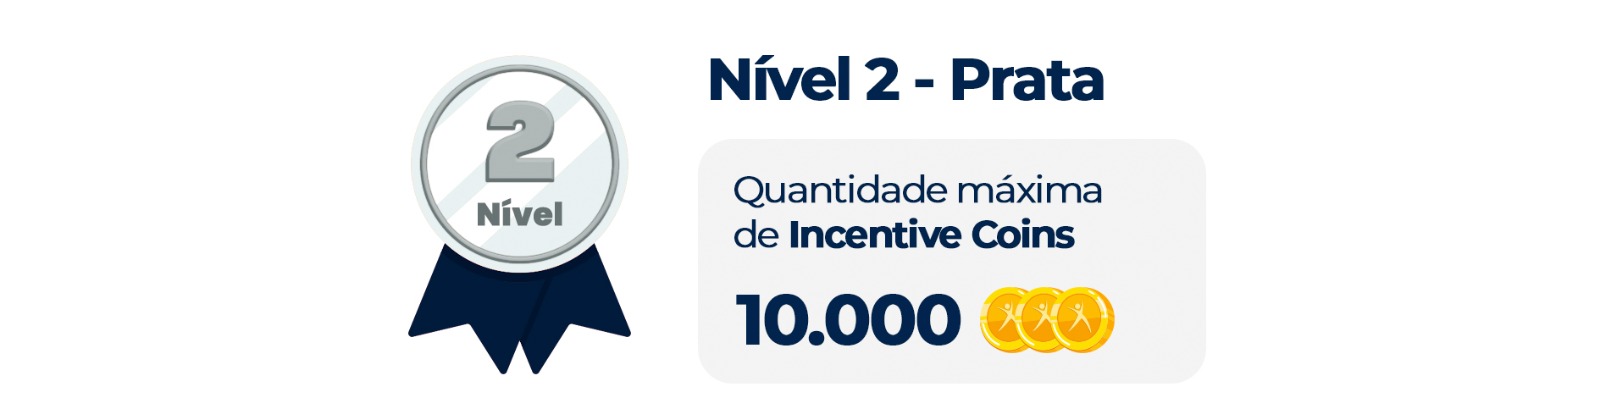 2
Nível
Nível 2 - Prata
Quantidade máxima
de Incentive Coins
10.000